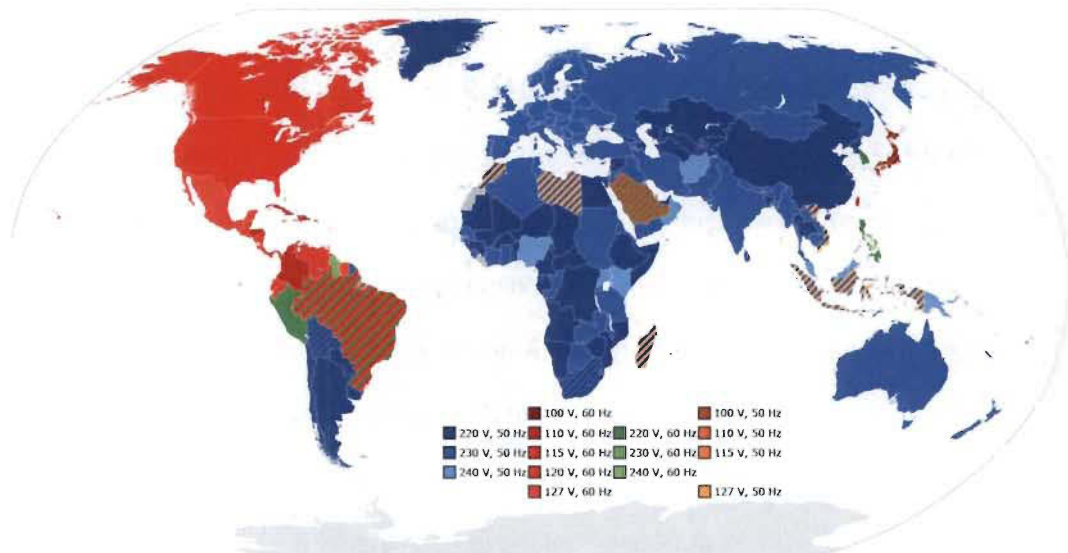 100 V, 60 Hz 100 V, 50 Hz
220 V, 50 Hz 110 V, 60 Hz 220 V, 60 Hz 110 V, 50 Hz
230 V, 50 Hz 115 V, 60 Hz 230 V, 60 Hz 115 V, 50 Hz
240 V, 50 Hz 120 V, 60 Hz 240 V, 60 Hz
127 V, 60 Hz 127 V, 50 Hz